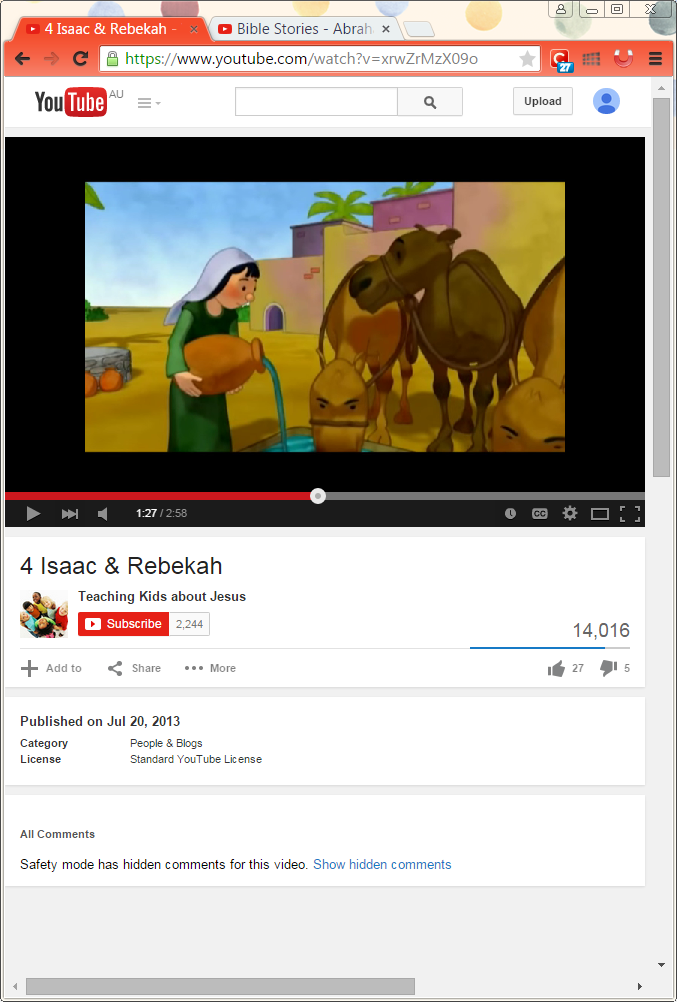 4 Isaac & Rebekah -
Bible Stories - Abrah
https://www.youtube.com/watch?v=xrwZrMzX09o
27
YouTube AU
Upload
1:27 / 2:58
CC
4 Isaac & Rebekah
Teaching Kids about Jesus
Subscribe 2,244
14,016
Add to Share More 27 5
Published on Jul 20, 2013
Category People & Blogs
License Standard YouTube License
All Comments
Safety mode has hidden comments for this video. Show hidden comments